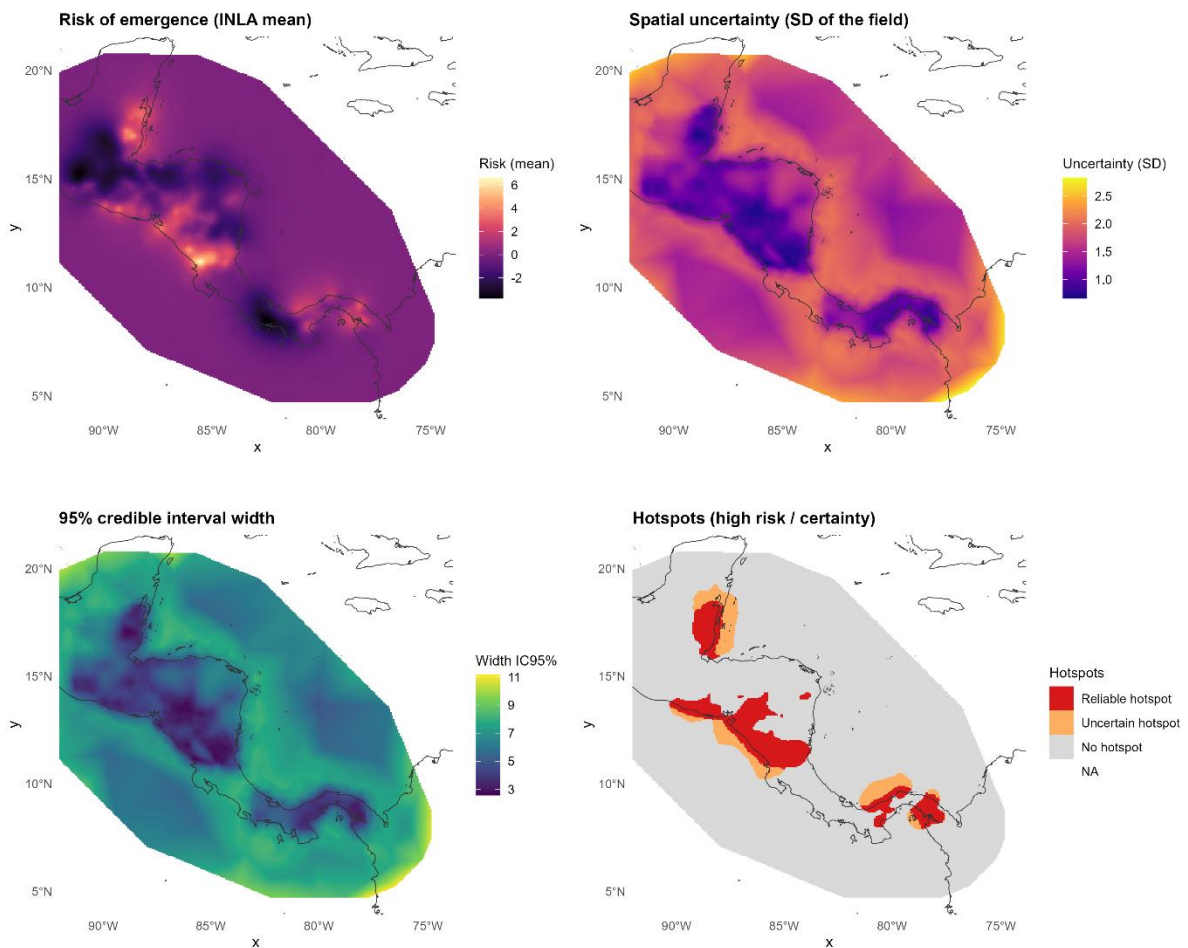 Risk of emergence (INLA mean)
20°N
15°N
10°N
5°N
y
90°W 85°W 80°W 75°W
x
Risk (mean)
6
4
2
0
-2
Spatial uncertainty (SD of the field)
20°N
15°N
10°N
5°N
y
90°W 85°W 80°W 75°W
x
Uncertainty (SD)
2.5
2.0
1.5
1.0
95% credible interval width
20°N
15°N
10°N
5°N
y
90°W 85°W 80°W 75°W
x
Width IC95%
11
9
7
5
3
Hotspots (high risk / certainty)
20°N
15°N
10°N
5°N
y
90°W 85°W 80°W 75°W
x
Hotspots
Reliable hotspot
Uncertain hotspot
No hotspot
NA